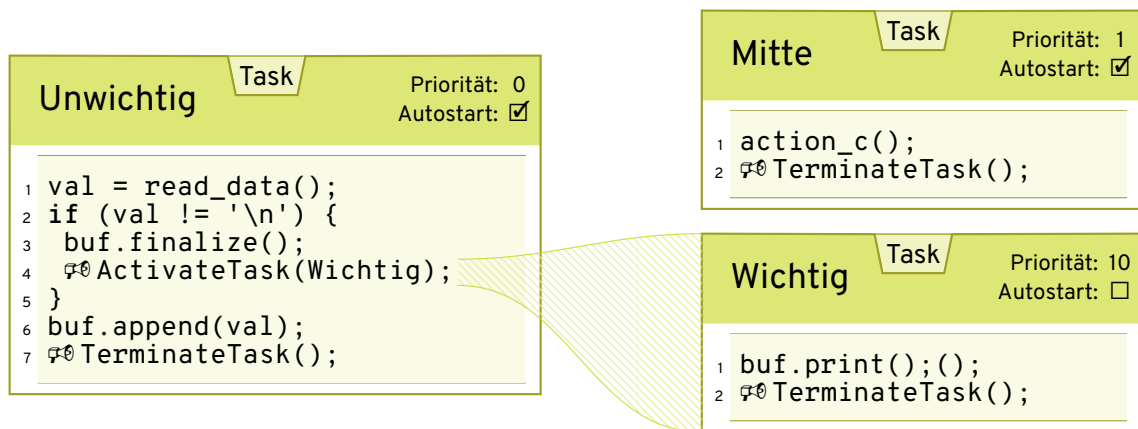 Task
Unwichtig
Priorität: 0
Autostart: ☑
1 val = read_data();
2 if (val != '\n') {
3 buf.finalize();
4 ActivateTask(Wichtig);
5 }
6 buf.append(val);
7 TerminateTask();
Task
Mitte
Priorität: 1
Autostart: ☑
1 action_c();
2 TerminateTask();
Task
Wichtig
Priorität: 10
Autostart: ☐
1 buf.print();();
2 TerminateTask();